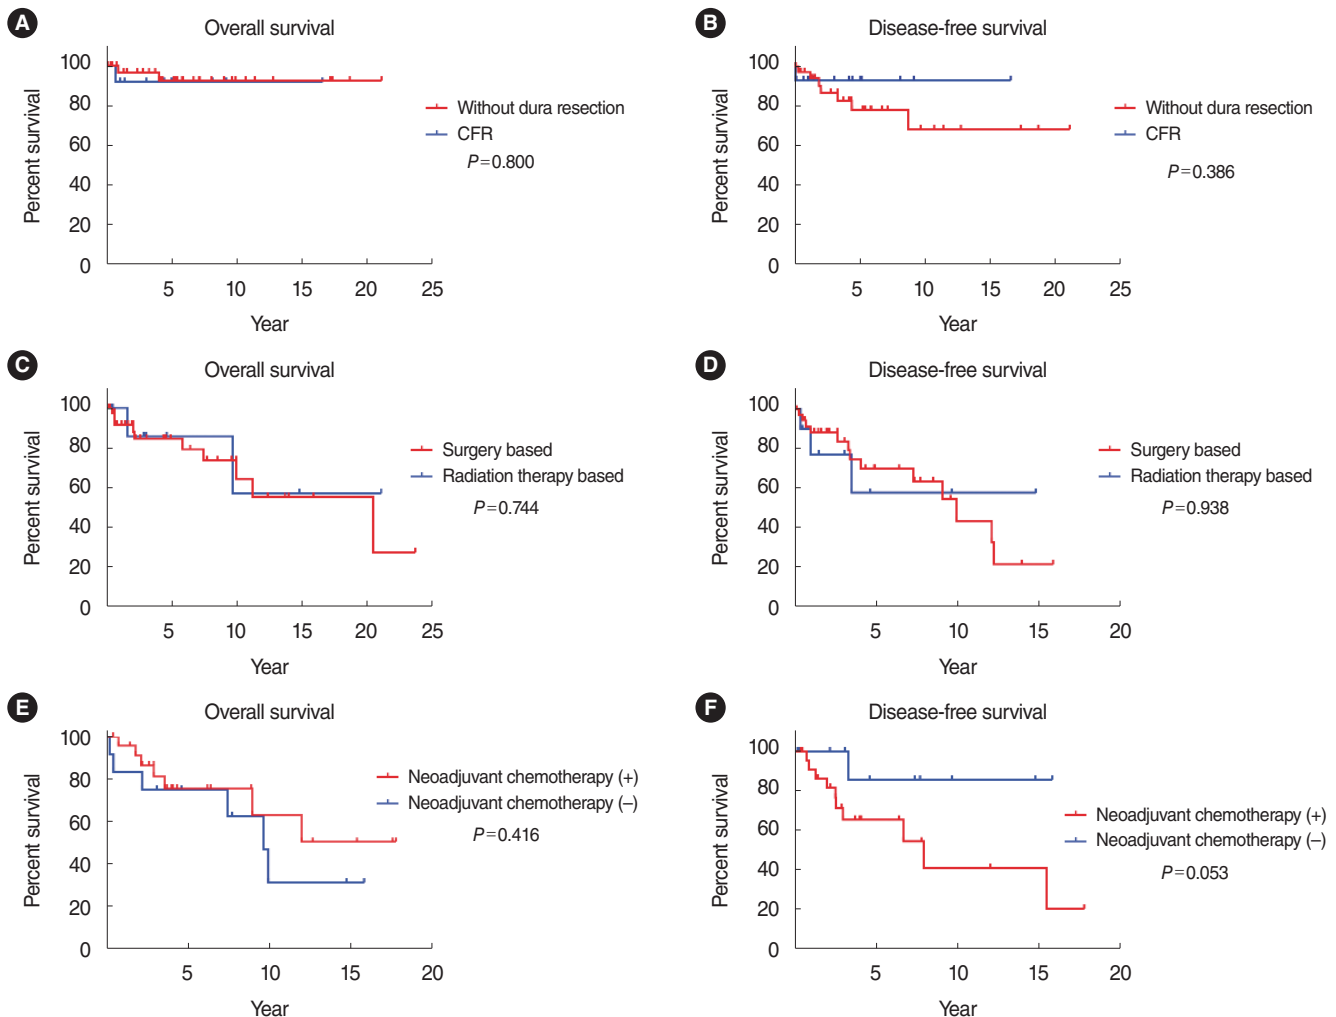 A
Overall survival
Percent survival
100
80
60
40
20
0
5 10 15 20 25
Year
Without dura resection
CFR
P=0.800
B
Disease-free survival
Percent survival
100
80
60
40
20
0
5 10 15 20 25
Year
Without dura resection
CFR
P=0.386
C
Overall survival
Percent survival
100
80
60
40
20
0
5 10 15 20 25
Year
Surgery based
Radiation therapy based
P=0.744
D
Disease-free survival
Percent survival
100
80
60
40
20
0
5 10 15 20
Year
Surgery based
Radiation therapy based
P=0.938
E
Overall survival
Percent survival
100
80
60
40
20
0
5 10 15 20
Year
Neoadjuvant chemotherapy (+)
Neoadjuvant chemotherapy (–)
P=0.416
F
Disease-free survival
Percent survival
100
80
60
40
20
0
5 10 15 20
Year
Neoadjuvant chemotherapy (+)
Neoadjuvant chemotherapy (–)
P=0.053